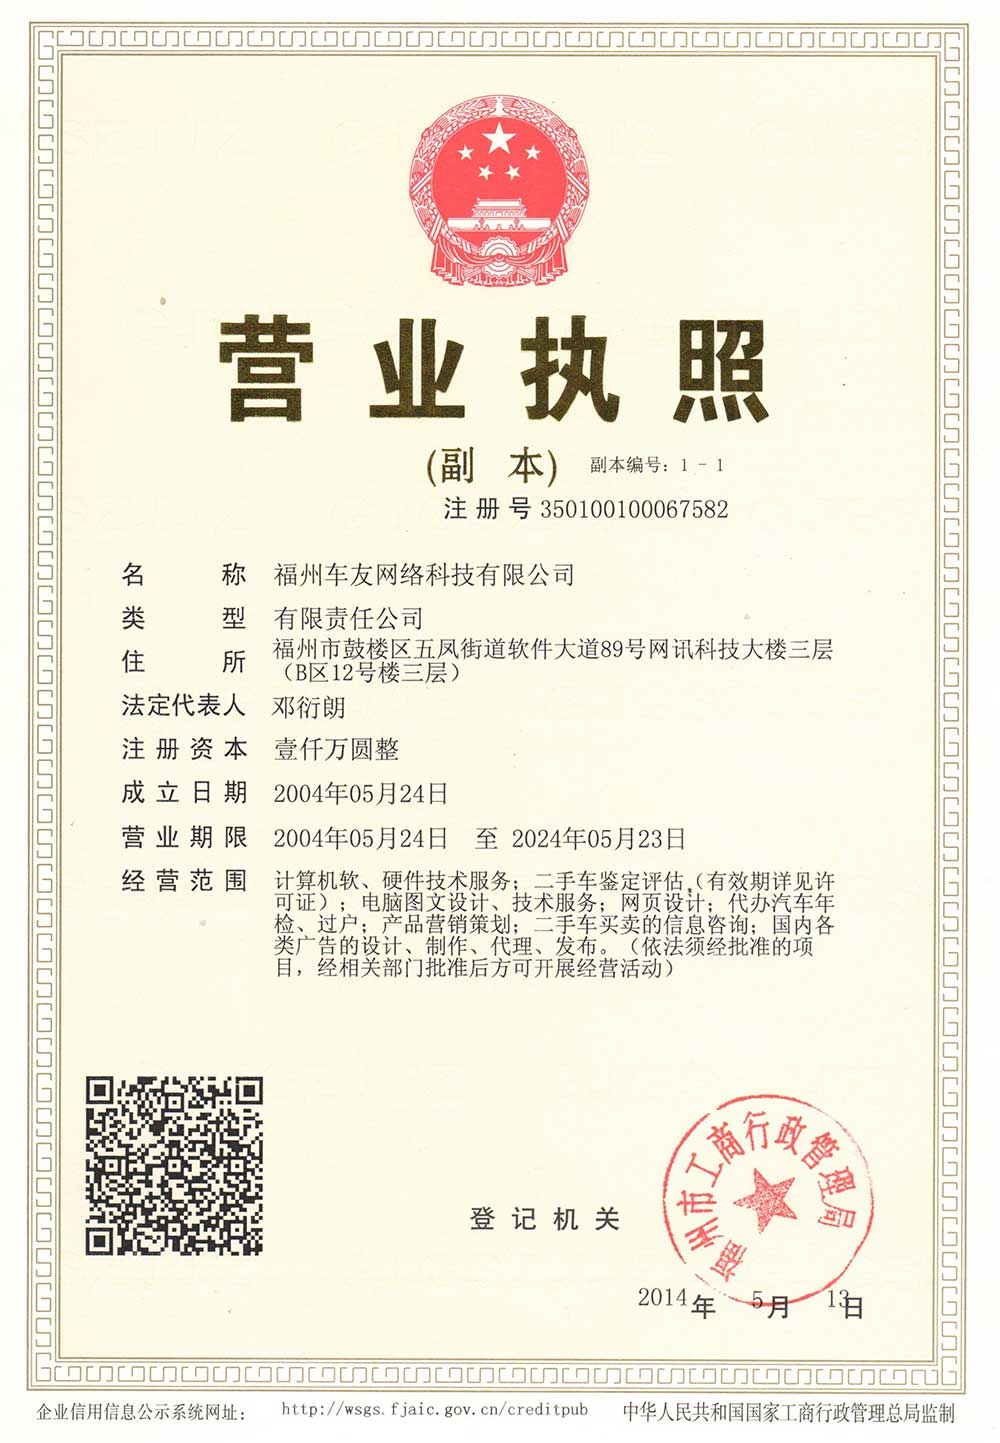 营业执照
(副 本) 副本编号：1 - 1
注册号 350100100067582
名 称 福州车友网络科技有限公司
类 型 有限责任公司
住 所 福州市鼓楼区五凤街道软件大道89号网讯科技大楼三层
（B区12号楼三层）
法定代表人 邓衍朗
注册资本 壹仟万圆整
成立日期 2004年05月24日
营业期限 2004年05月24日 至 2024年05月23日
经营范围 计算机软、硬件技术服务；二手车鉴定评估（有效期详见许
可证）；电脑图文设计、技术服务；网页设计；代办汽车年
检、过户；产品营销策划；二手车买卖的信息咨询；国内各
类广告的设计、制作、代理、发布。（依法须经批准的项
目，经相关部门批准后方可开展经营活动）
登记机关
福州市工商行政管理局
2014年 5月 13日
企业信用信息公示系统网址： http://wsgs.fjaic.gov.cn/creditpub 中华人民共和国国家工商行政管理总局监制